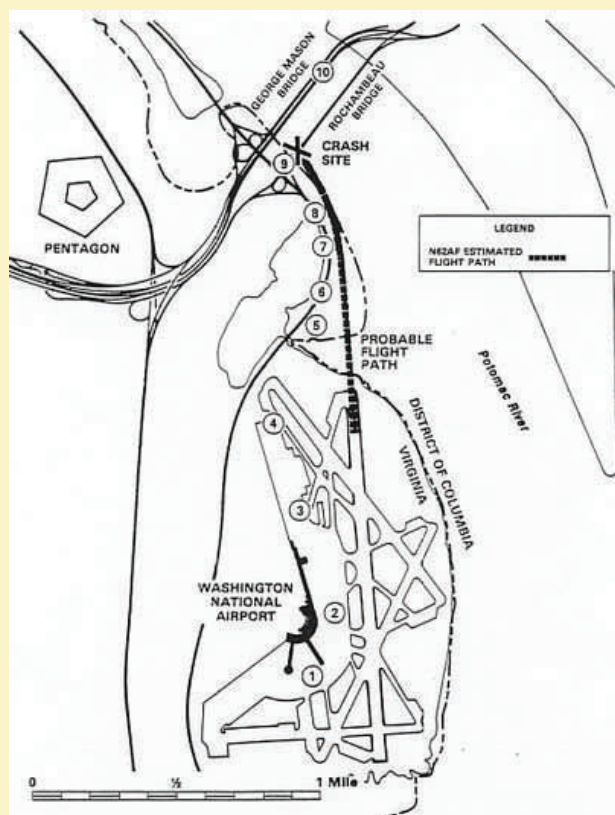 GEORGE MASON
BRIDGE
10
ROCHAMBEAU
BRIDGE
CRASH
SITE
9
PENTAGON
8
7
LEGEND
N62AF ESTIMATED
FLIGHT PATH
6
5
PROBABLE
FLIGHT
PATH
Potomac River
4
DISTRICT OF COLUMBIA
VIRGINIA
3
WASHINGTON
NATIONAL
AIRPORT
2
1
0
½
1 Mile